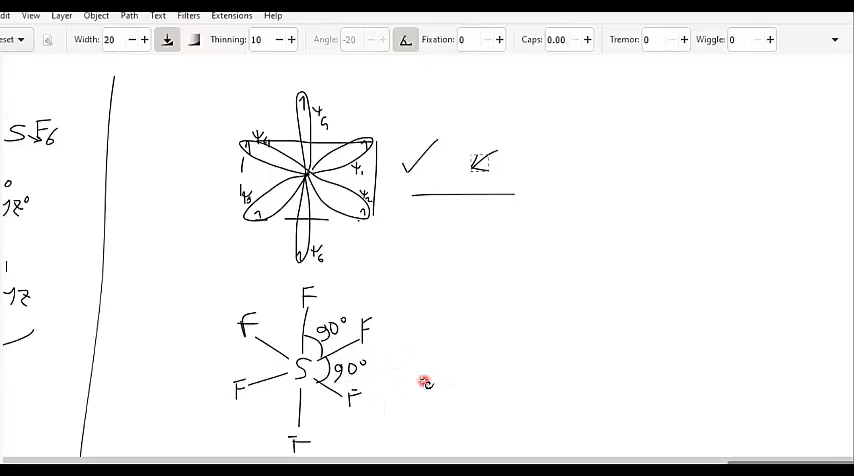 dit View Layer Object Path Text Filters Extensions Help
eset Width: 20 Thinning: 10 Angle: -20 Fixation: 0 Caps: 0.00 Tremor: 0 Wiggle: 0
SF6
ψ5
ψ4
ψ1
ψ3
ψ2
ψ6
F
F 90° F
S 90°
F F
F